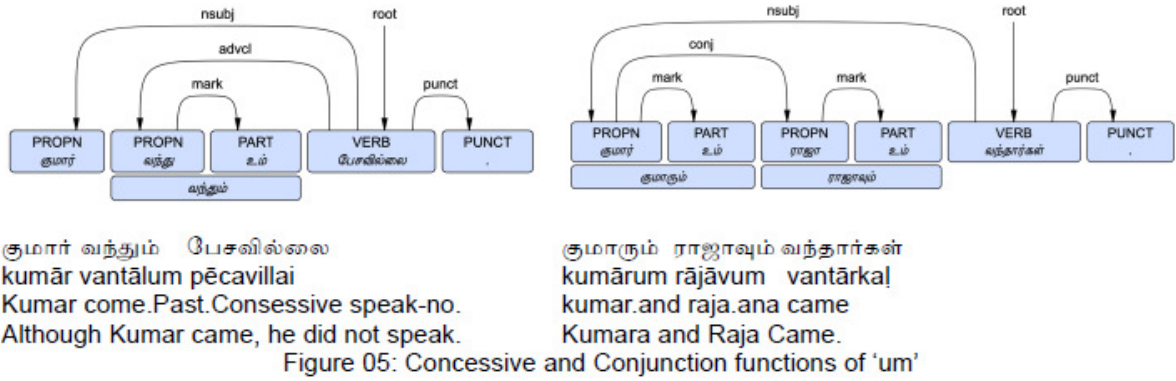 nsubj root
advcl
mark punct
PROPN PROPN PART VERB PUNCT
குமார் வந்து உம் பேசவில்லை .
வந்தும்
nsubj root
conj
mark mark punct
PROPN PART PROPN PART VERB PUNCT
குமார் உம் ராஜா உம் வந்தார்கள் .
குமாரும் ராஜாவும்
குமார் வந்தும் பேசவில்லை
kumār vantālum pēcavillai
Kumar come.Past.Consessive speak-no.
Although Kumar came, he did not speak.
குமாரும் ராஜாவும் வந்தார்கள்
kumārum rājāvum vantārkaḷ
kumar.and raja.ana came
Kumara and Raja Came.
Figure 05: Concessive and Conjunction functions of ‘um’